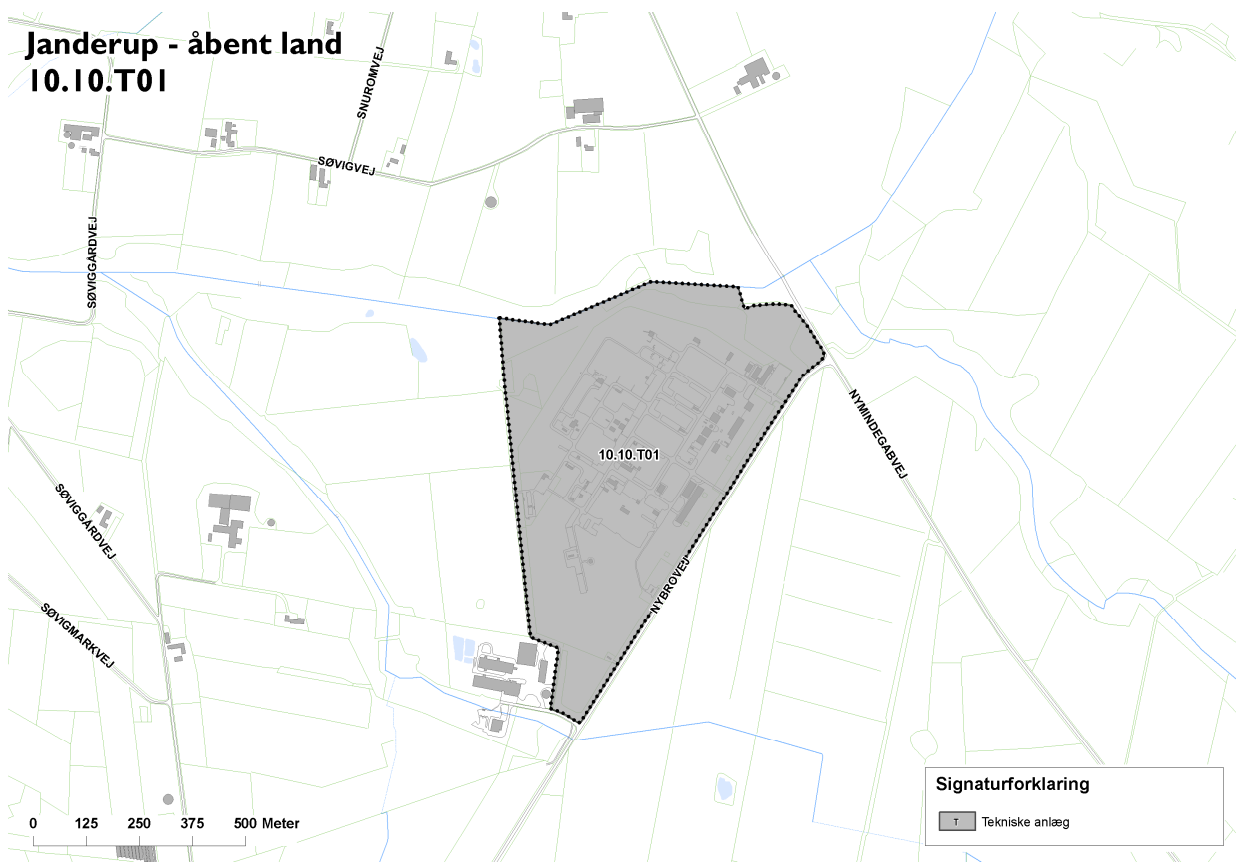 Janderup - åbent land
10.10.T01
SNUROMVEJ
SØVIGVEJ
SØVIGGÅRDVEJ
NYMINDEGABVEJ
10.10.T01
SØVIGGÅRDVEJ
NYBROVEJ
SØVIGMARKVEJ
Signaturforklaring
T Tekniske anlæg
0 125 250 375 500 Meter